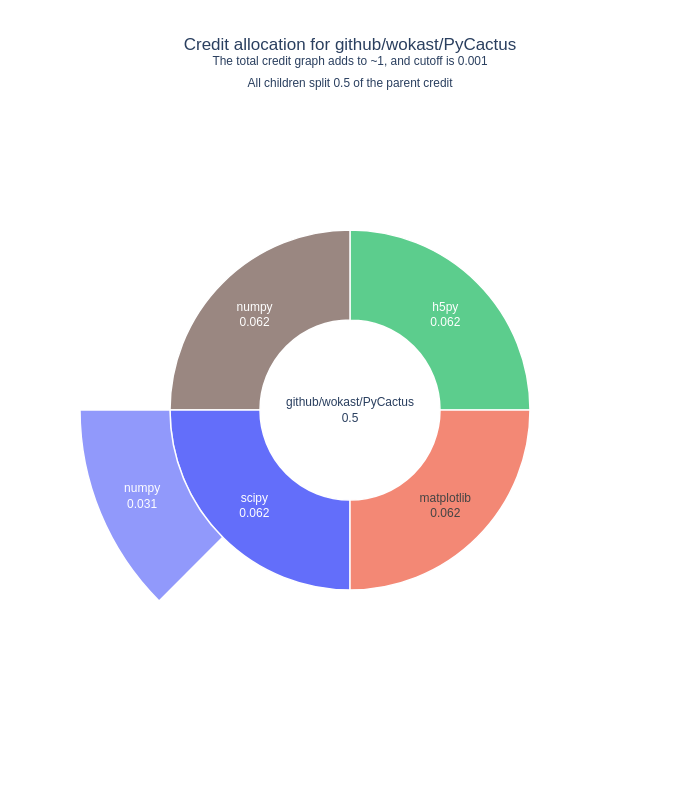 Credit allocation for github/wokast/PyCactus
The total credit graph adds to ~1, and cutoff is 0.001
All children split 0.5 of the parent credit
numpy
0.062
h5py
0.062
github/wokast/PyCactus
0.5
numpy
0.031
scipy
0.062
matplotlib
0.062